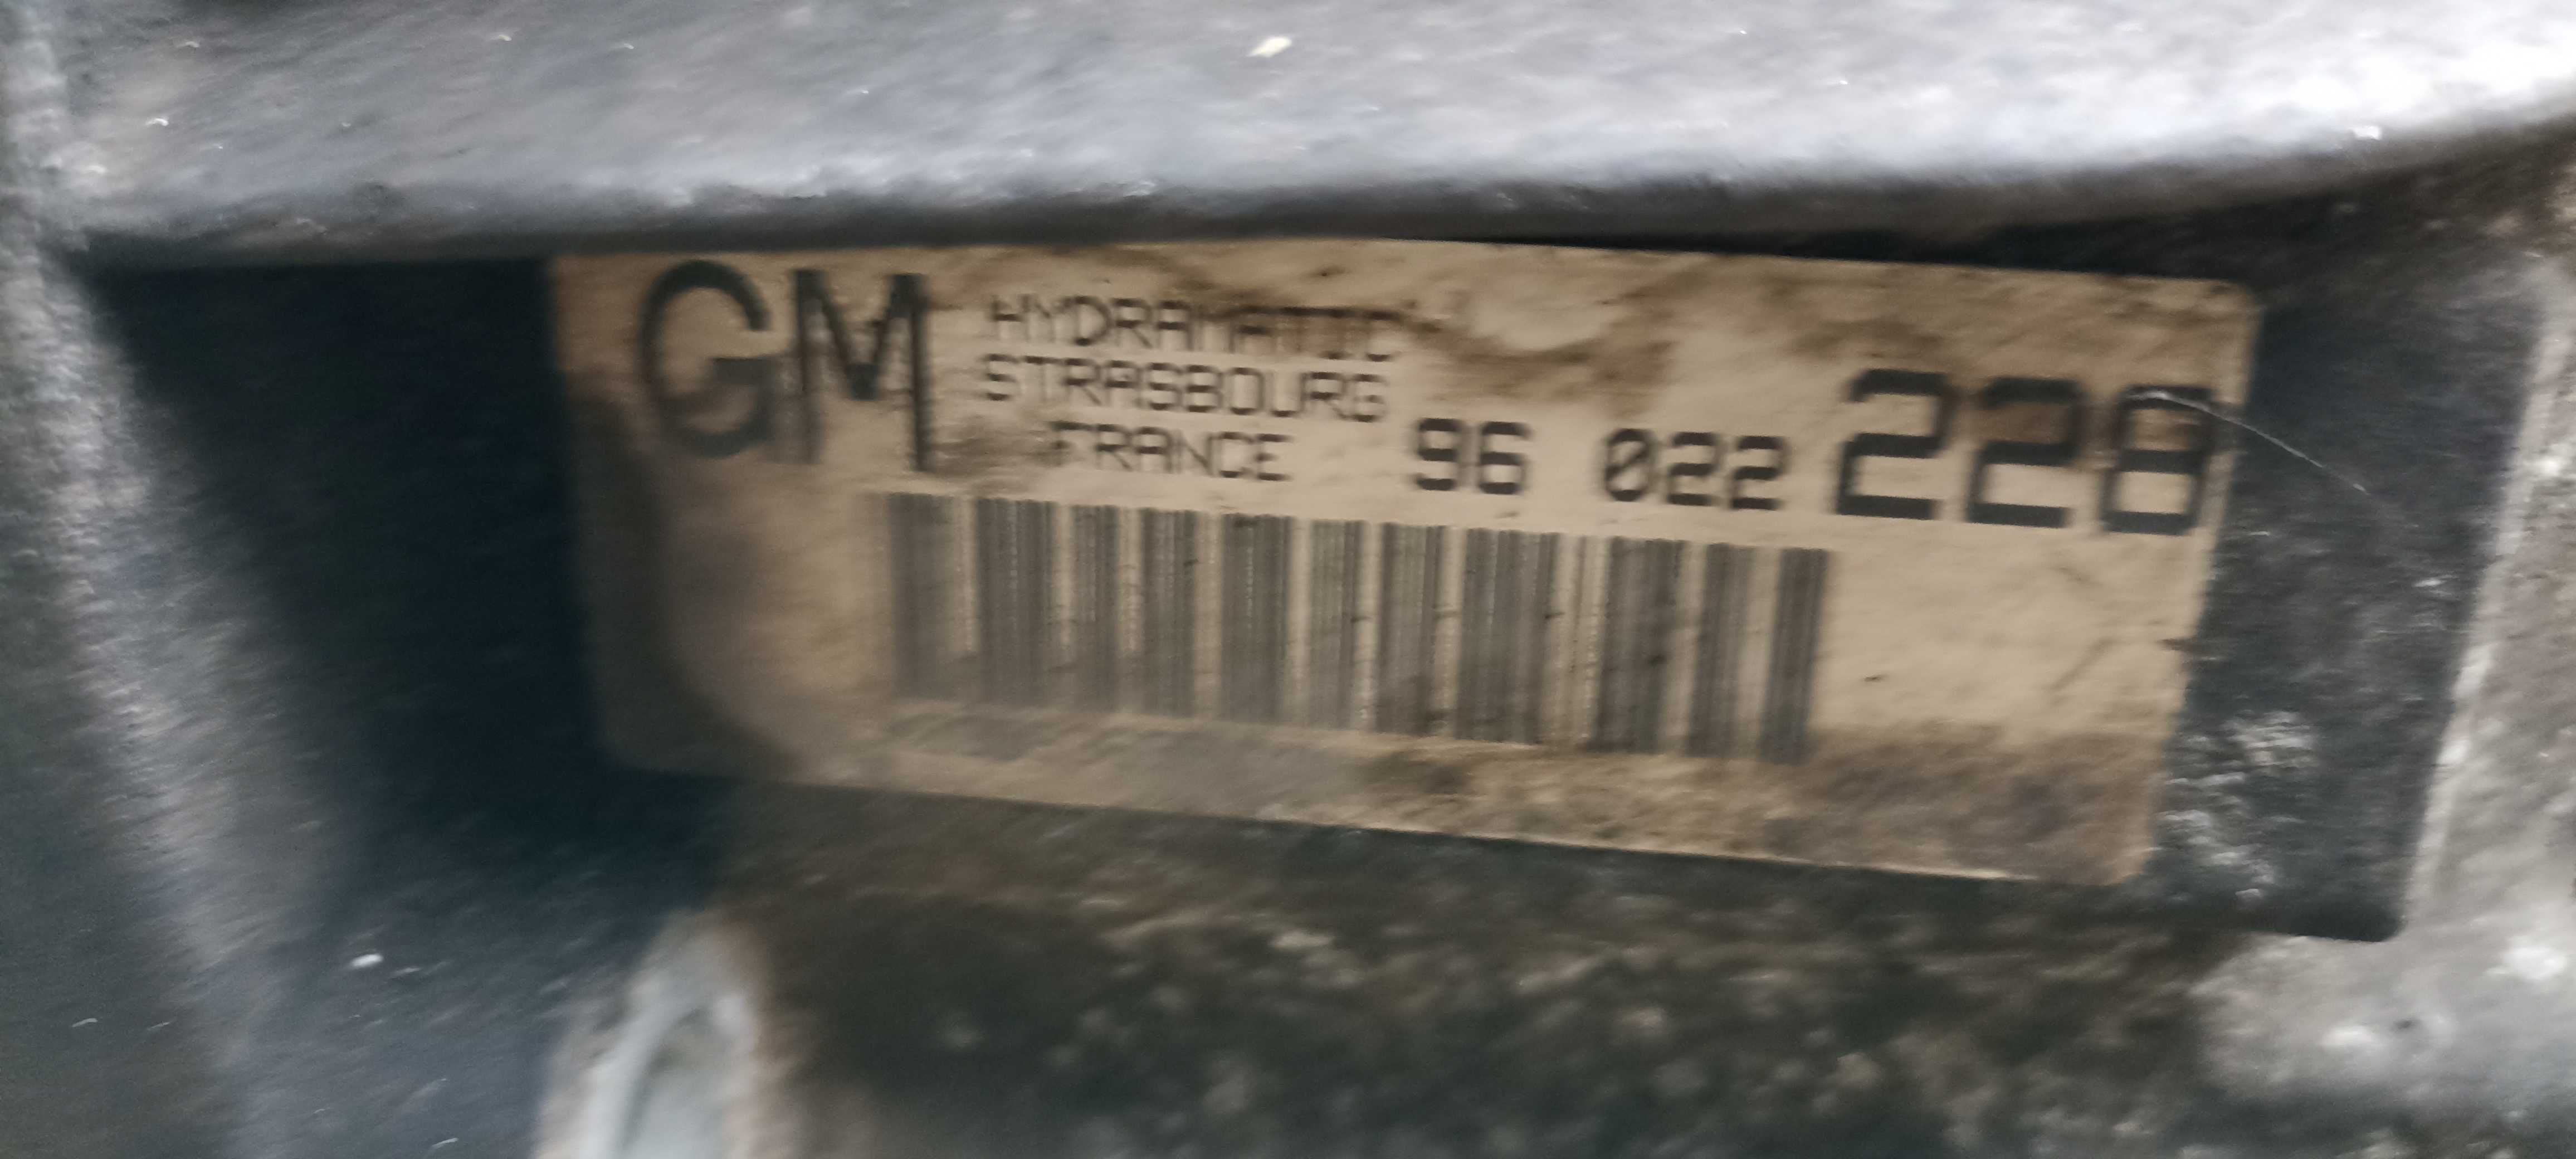 GM
HYDRAMATIC
STRASBOURG
FRANCE
96 022 228